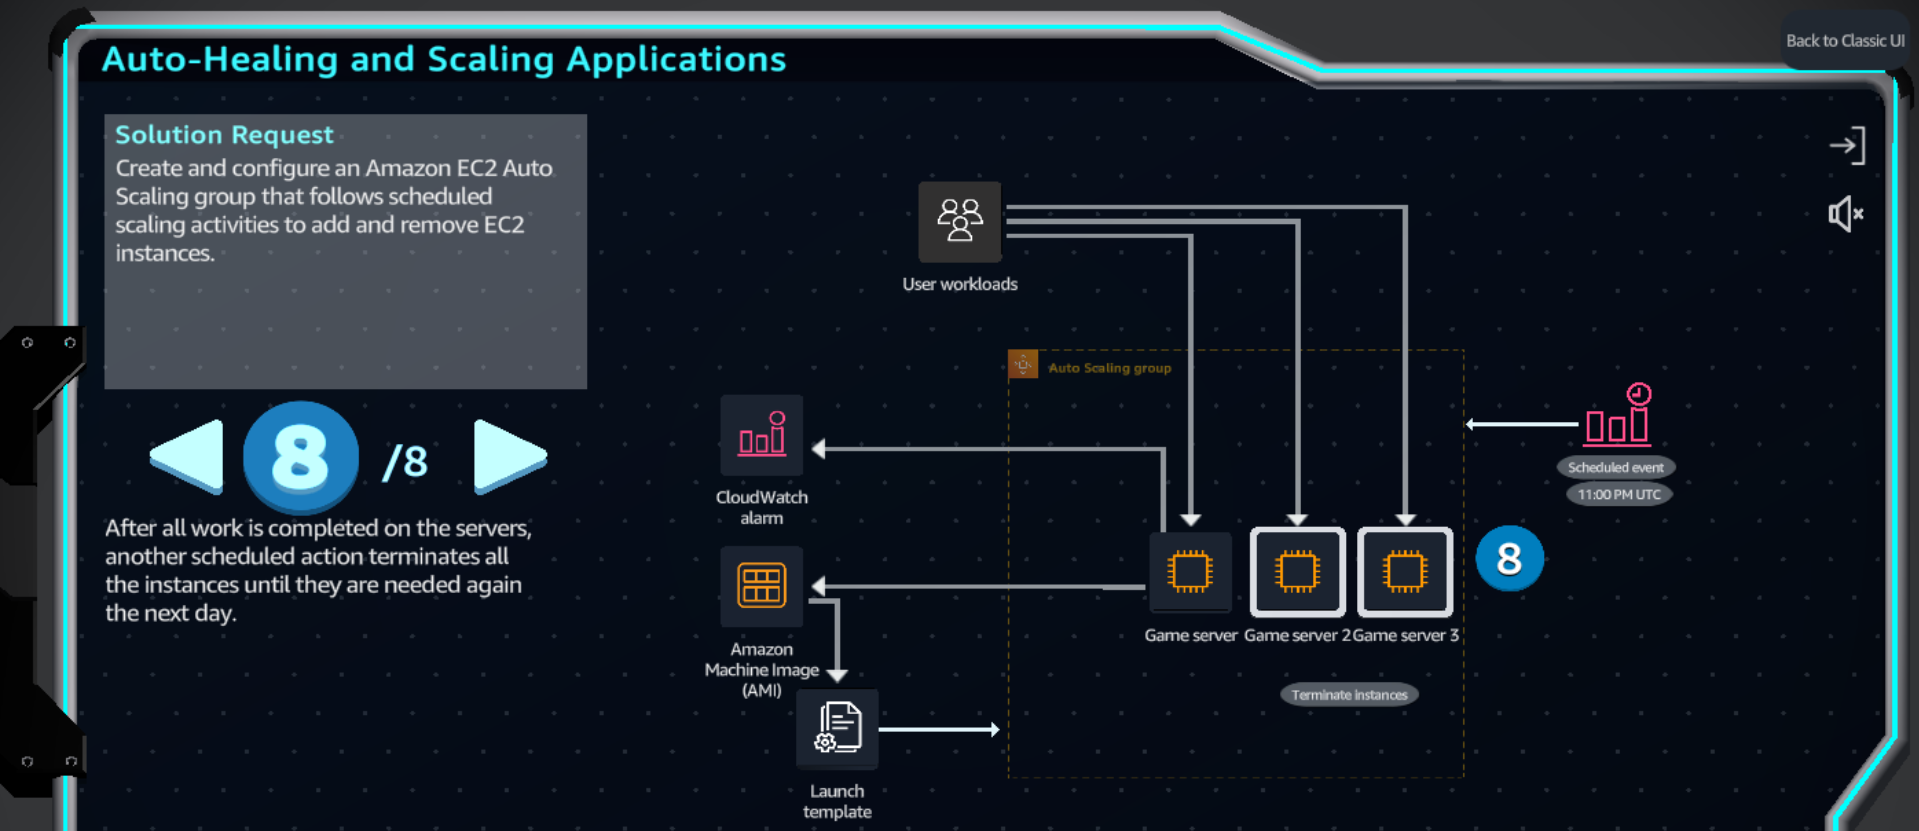 Auto-Healing and Scaling Applications
Back to Classic UI
Solution Request
Create and configure an Amazon EC2 Auto
Scaling group that follows scheduled
scaling activities to add and remove EC2
instances.
8
/8
After all work is completed on the servers,
another scheduled action terminates all
the instances until they are needed again
the next day.
User workloads
Auto Scaling group
CloudWatch
alarm
Scheduled event
11:00 PM UTC
8
Amazon
Machine Image
(AMI)
Game server
Game server 2
Game server 3
Terminate instances
Launch
template